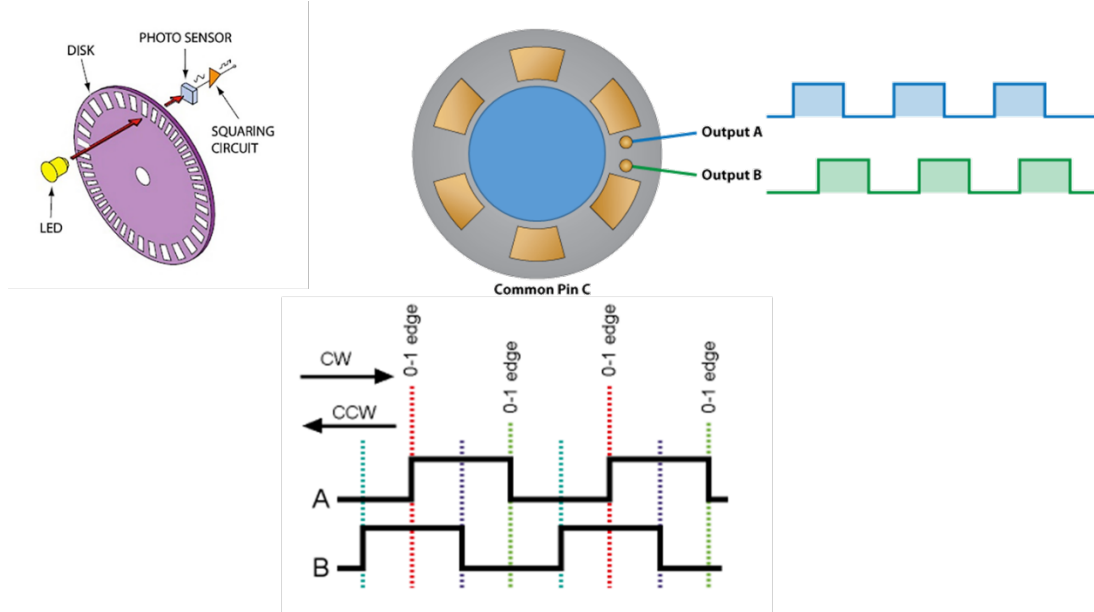 PHOTO SENSOR
DISK
SQUARING
CIRCUIT
LED
Output A
Output B
Common Pin C
CW
CCW
0-1 edge
0-1 edge
0-1 edge
0-1 edge
A
B